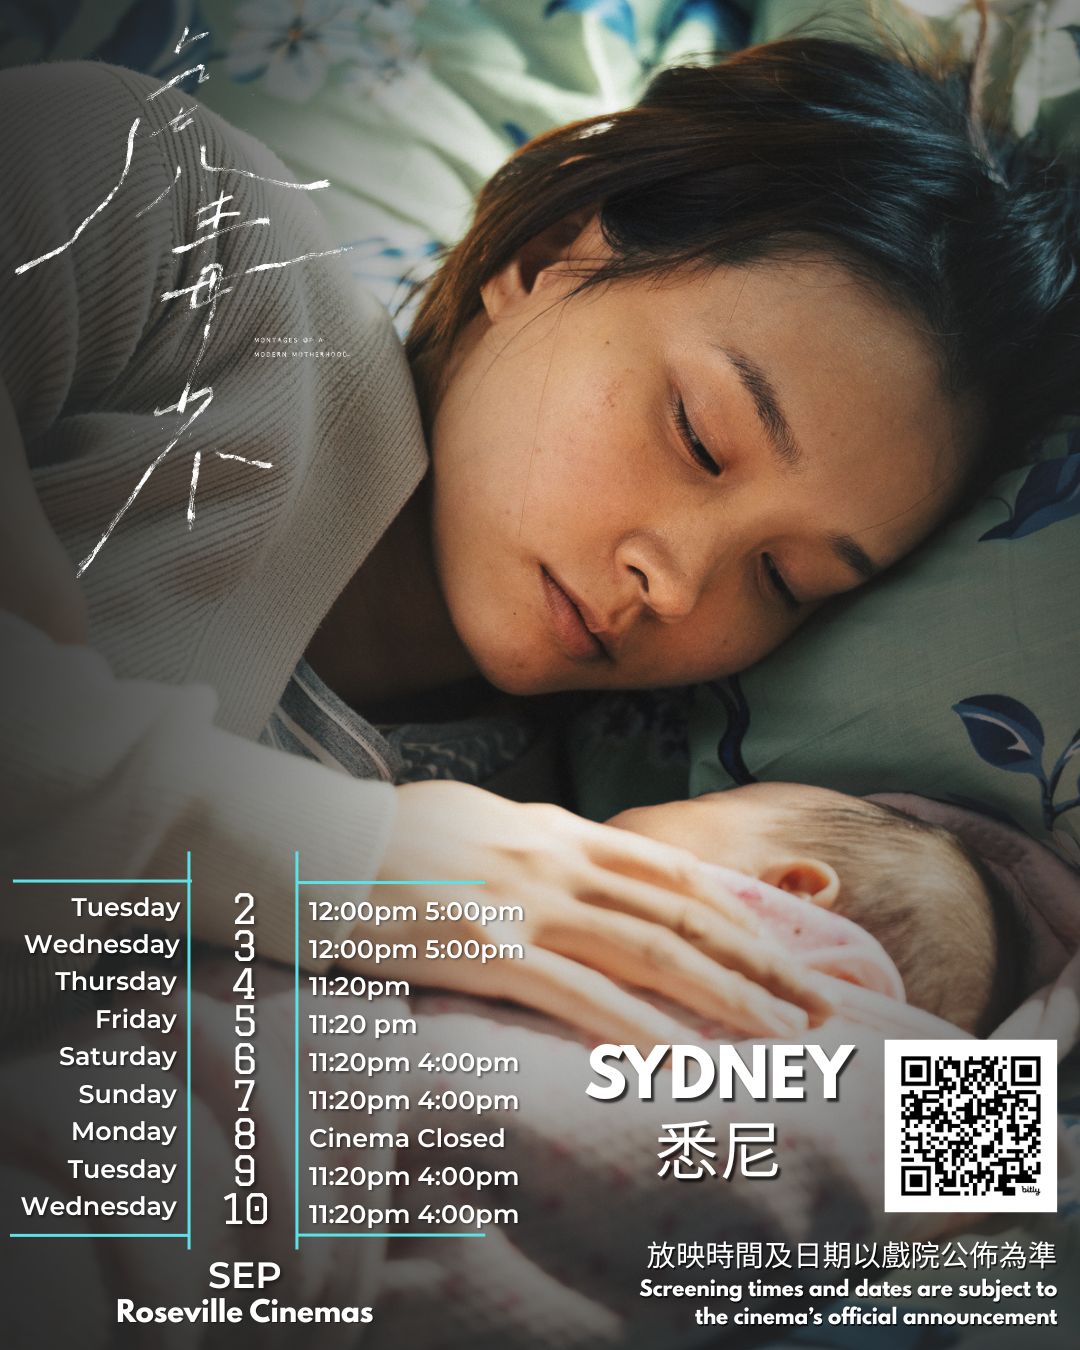 虎毒不
MONTAGES OF A
MODERN MOTHERHOOD
Tuesday 2 12:00pm 5:00pm
Wednesday 3 12:00pm 5:00pm
Thursday 4 11:20pm
Friday 5 11:20 pm
Saturday 6 11:20pm 4:00pm
Sunday 7 11:20pm 4:00pm
Monday 8 Cinema Closed
Tuesday 9 11:20pm 4:00pm
Wednesday 10 11:20pm 4:00pm
SEP
Roseville Cinemas
SYDNEY
悉尼
bitly
放映時間及日期以戲院公佈為準
Screening times and dates are subject to
the cinema’s official announcement